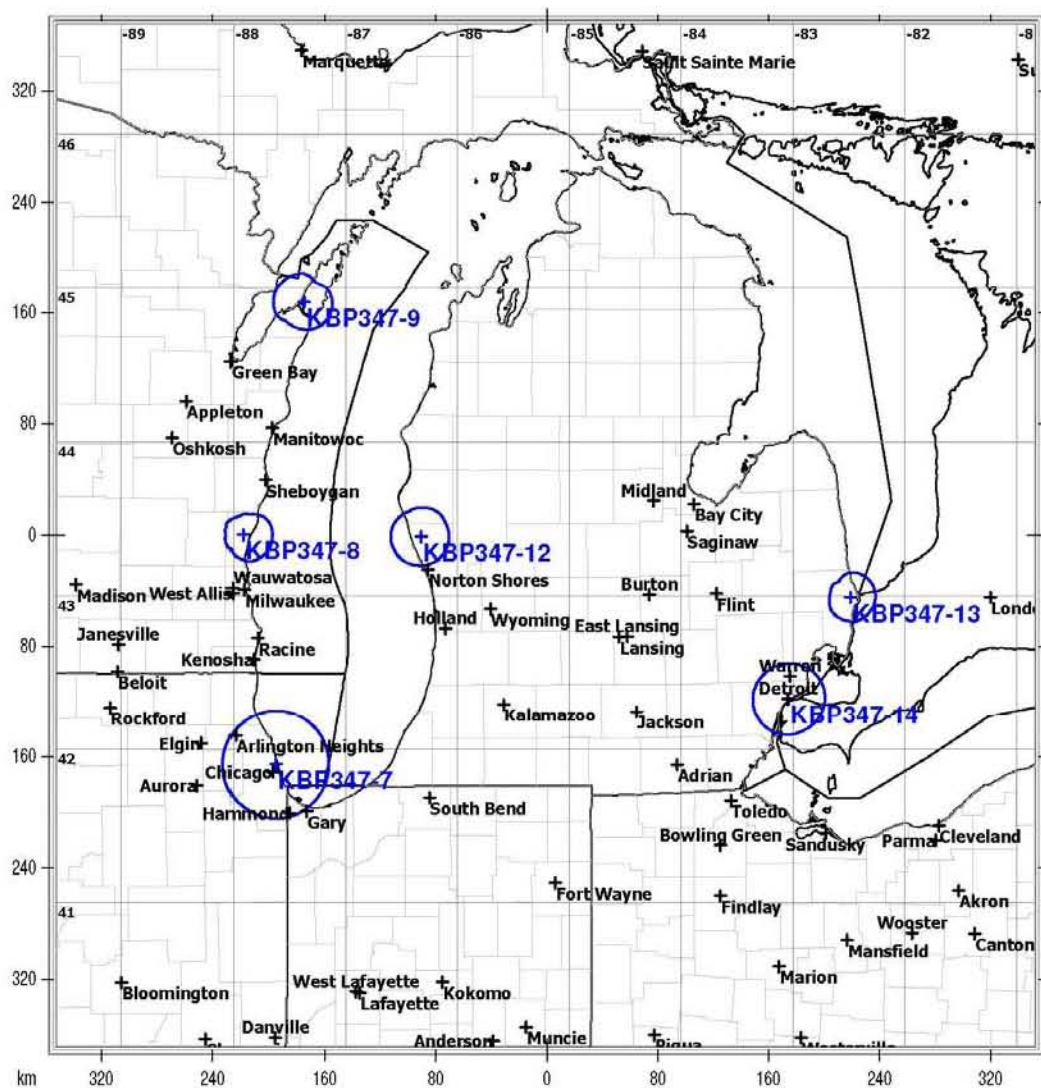 -89 -88 -87 -86 -85 -84 -83 -82 -8
Marquette
Sault Sainte Marie
Su
320
46
240
45
160
KBP347-9
Green Bay
Appleton
80
Manitowoc
44
Oshkosh
Sheboygan
Midland
Bay City
0
KBP347-8
KBP347-12
Saginaw
Wauwatosa
Norton Shores
Burton
Madison
West Allis
Milwaukee
43
Flint
Lond
KBP347-13
Holland
Wyoming
East Lansing
Janesville
Racine
Lansing
80
Kenosha
Warren
Beloit
Detroit
Rockford
Kalamazoo
Jackson
KBP347-14
Elgin
Arlington Heights
160
42
Chicago
KBP347-7
Adrian
Aurora
South Bend
Hammond
Gary
Toledo
Bowling Green
Sandusky
Parma
Cleveland
240
Fort Wayne
Findlay
Akron
41
Wooster
Mansfield
Canton
320
West Lafayette
Marion
Bloomington
Lafayette
Kokomo
Danville
Anderson
Muncie
Piqua
Westerville
km 320 240 160 80 0 80 160 240 320